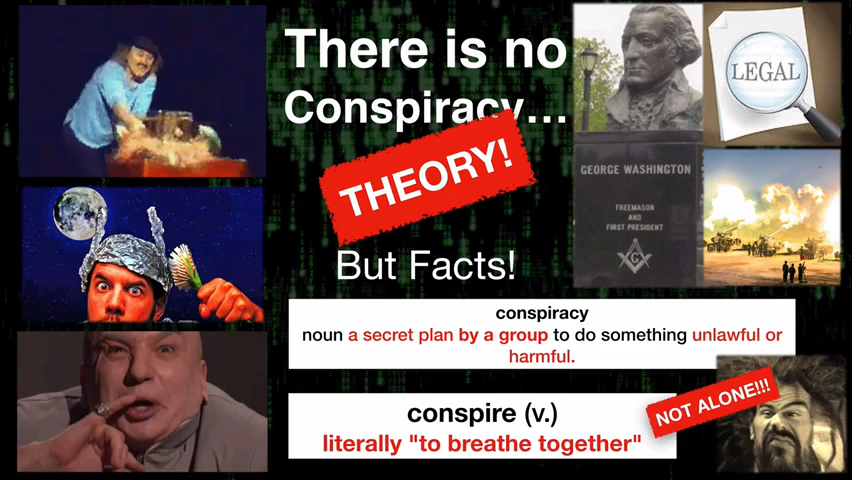 There is no
Conspiracy...
THEORY!
But Facts!
GEORGE WASHINGTON
FREEMASON
AND
FIRST PRESIDENT
G
LEGAL
conspiracy
noun a secret plan by a group to do something unlawful or
harmful.
conspire (v.)
literally "to breathe together"
NOT ALONE!!!